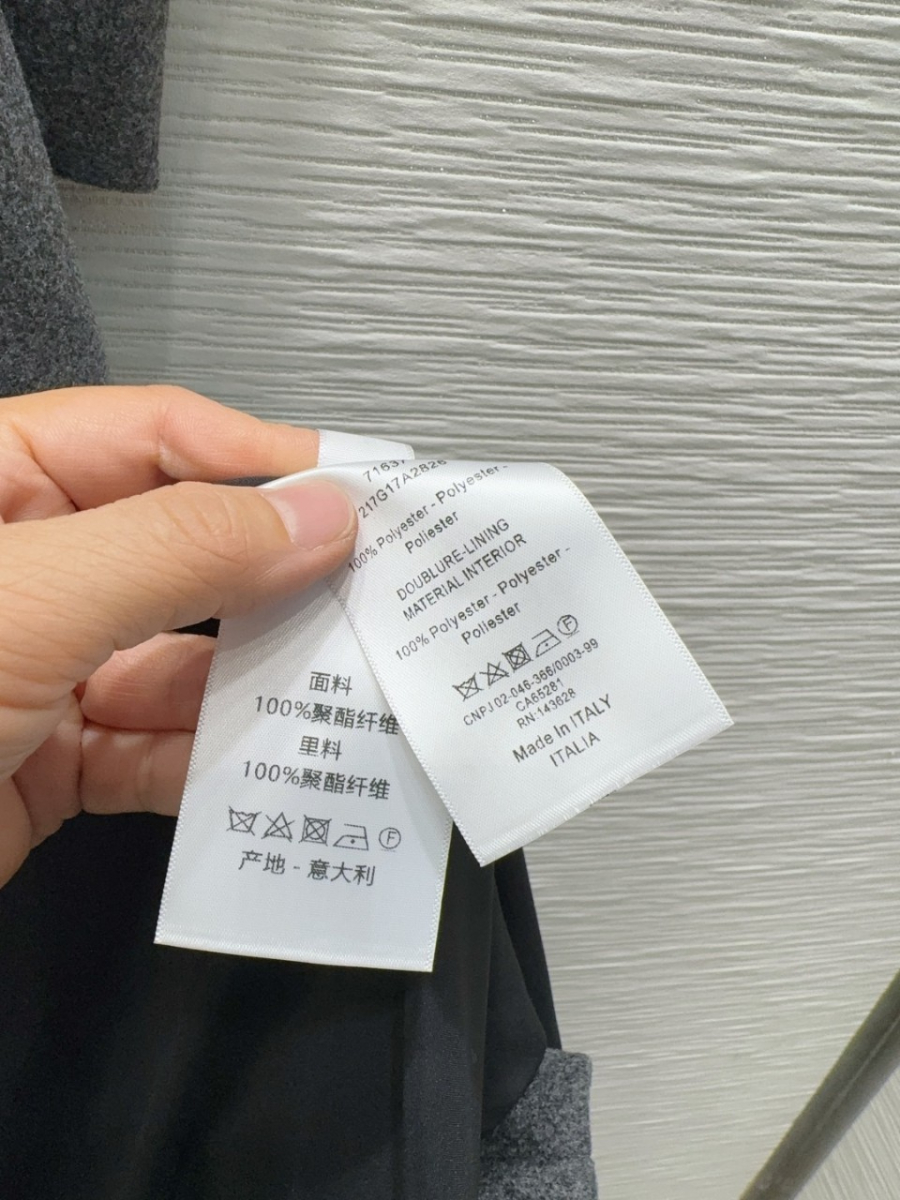 217G17A2826
100% Polyester - Polyester -
Poliester
DOUBLURE-LINING
MATERIAL INTERIOR
100% Polyester - Polyester -
Poliester
F
CNPJ 02-046-366/0003-99
CA65281
RN:143628
Made In ITALY
ITALIA
面料
100%聚酯纤维
里料
100%聚酯纤维
F
产地 - 意大利